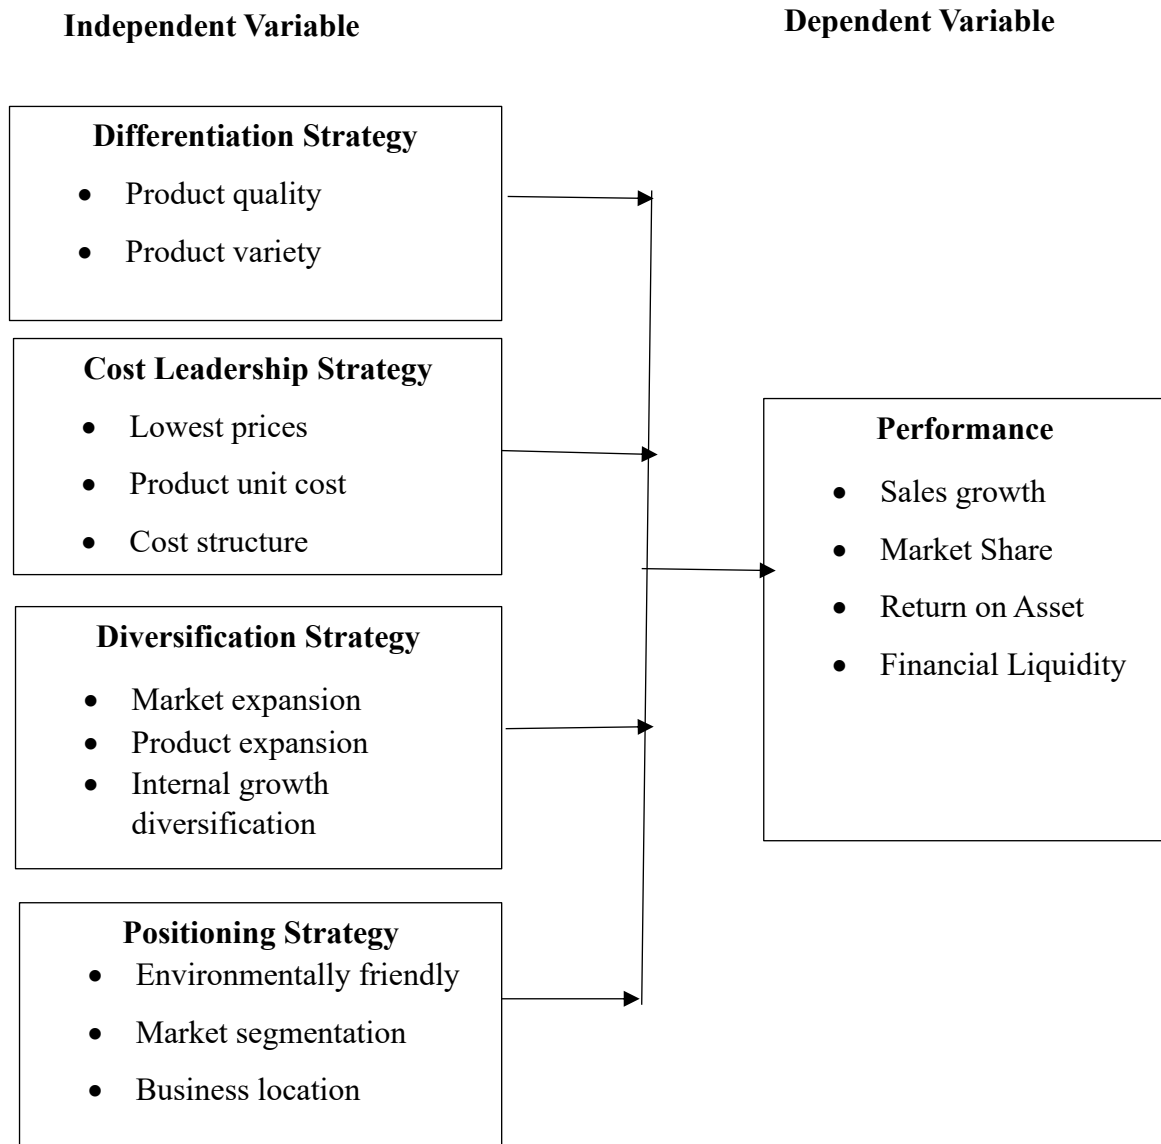 Independent Variable
Dependent Variable
Differentiation Strategy
• Product quality
• Product variety
Cost Leadership Strategy
• Lowest prices
• Product unit cost
• Cost structure
Diversification Strategy
• Market expansion
• Product expansion
• Internal growth
diversification
Positioning Strategy
• Environmentally friendly
• Market segmentation
• Business location
Performance
• Sales growth
• Market Share
• Return on Asset
• Financial Liquidity